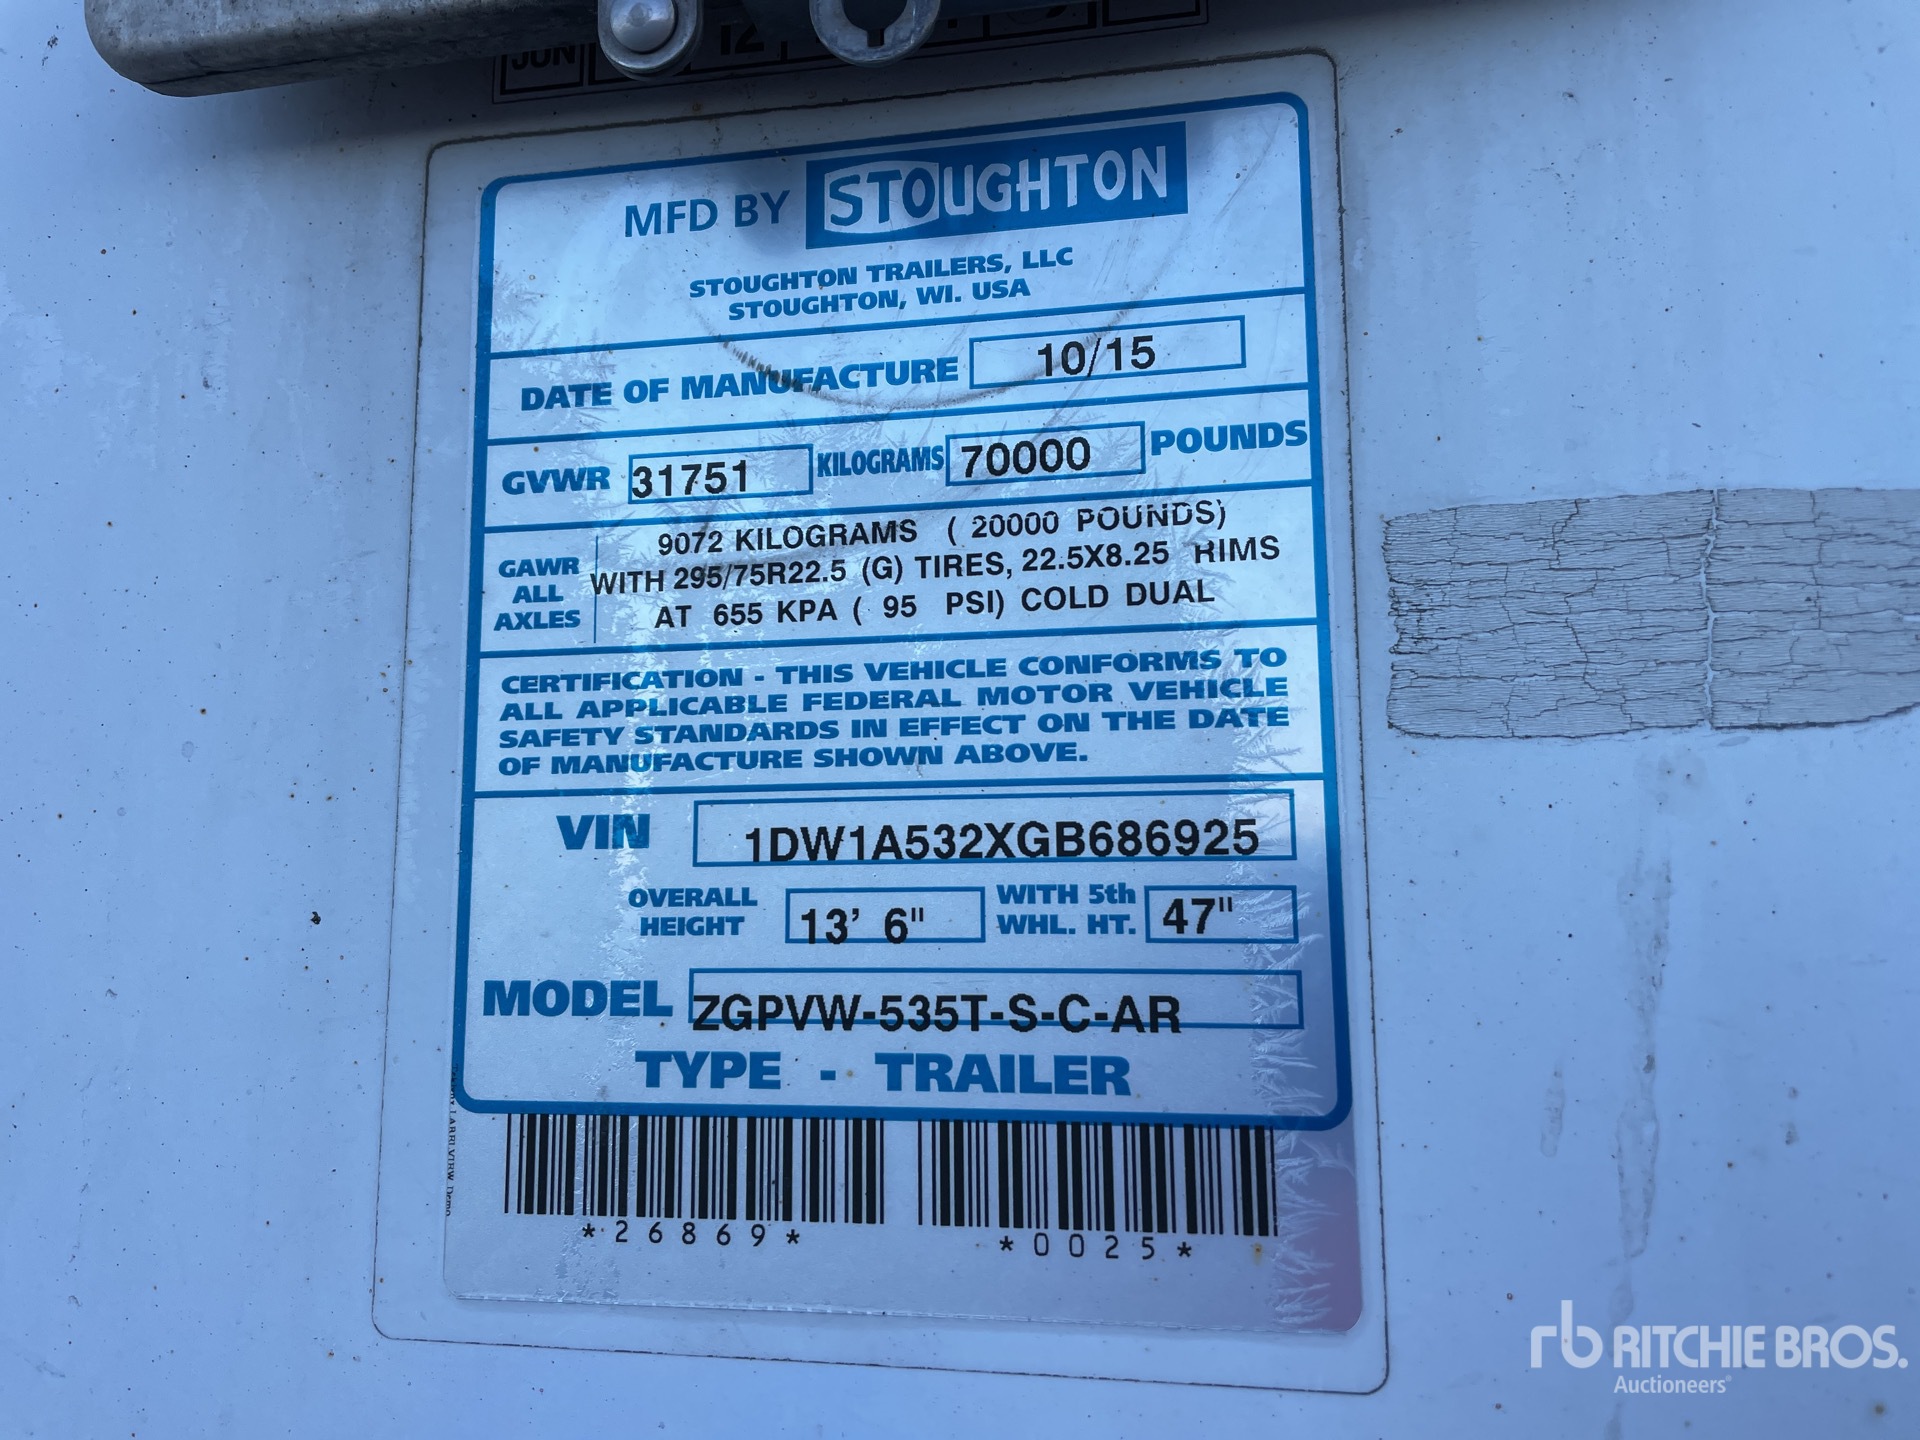 JUN 12
MFD BY STOUGHTON
STOUGHTON TRAILERS, LLC
STOUGHTON, WI. USA
DATE OF MANUFACTURE 10/15
GVWR 31751 KILOGRAMS 70000 POUNDS
GAWR ALL AXLES
9072 KILOGRAMS ( 20000 POUNDS)
WITH 295/75R22.5 (G) TIRES, 22.5X8.25 RIMS
AT 655 KPA ( 95 PSI) COLD DUAL
CERTIFICATION - THIS VEHICLE CONFORMS TO
ALL APPLICABLE FEDERAL MOTOR VEHICLE
SAFETY STANDARDS IN EFFECT ON THE DATE
OF MANUFACTURE SHOWN ABOVE.
VIN 1DW1A532XGB686925
OVERALL HEIGHT 13' 6" WITH 5th WHL. HT. 47"
MODEL ZGPVW-535T-S-C-AR
TYPE - TRAILER
*26869* *0025*
rb RITCHIE BROS.
Auctioneers